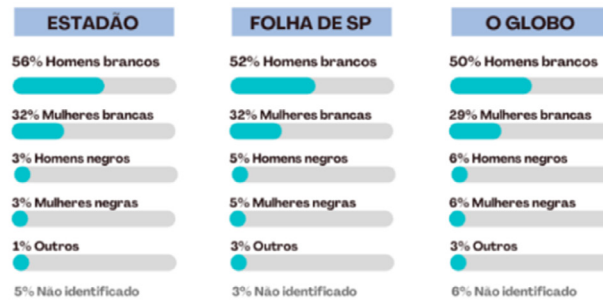 ESTADÃO
56% Homens brancos
32% Mulheres brancas
3% Homens negros
3% Mulheres negras
1% Outros
5% Não identificado
FOLHA DE SP
52% Homens brancos
32% Mulheres brancas
5% Homens negros
5% Mulheres negras
3% Outros
3% Não identificado
O GLOBO
50% Homens brancos
29% Mulheres brancas
6% Homens negros
6% Mulheres negras
3% Outros
6% Não identificado